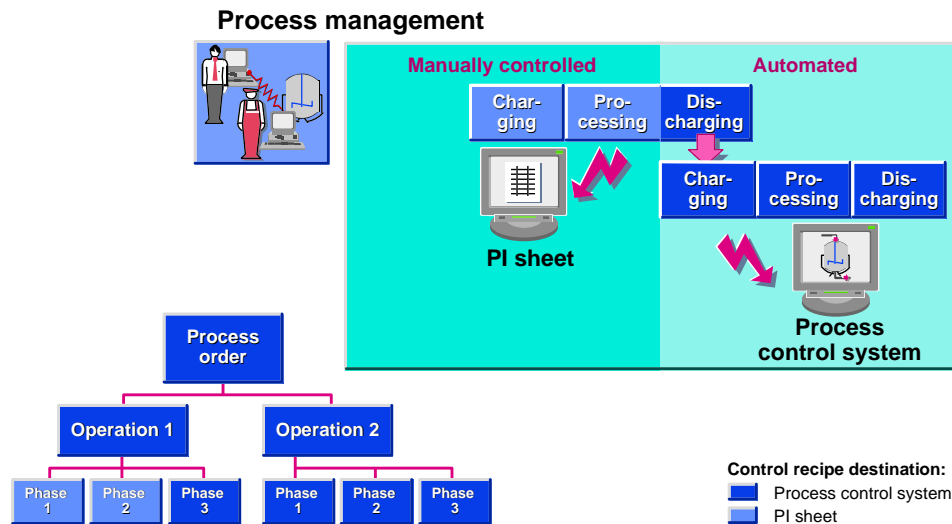 Process management
Manually controlled
Automated
Char-
ging
Pro-
cessing
Dis-
charging
Char-
ging
Pro-
cessing
Dis-
charging
PI sheet
Process
control system
Process
order
Operation 1
Operation 2
Phase
1
Phase
2
Phase
3
Phase
1
Phase
2
Phase
3
Control recipe destination:
Process control system
PI sheet